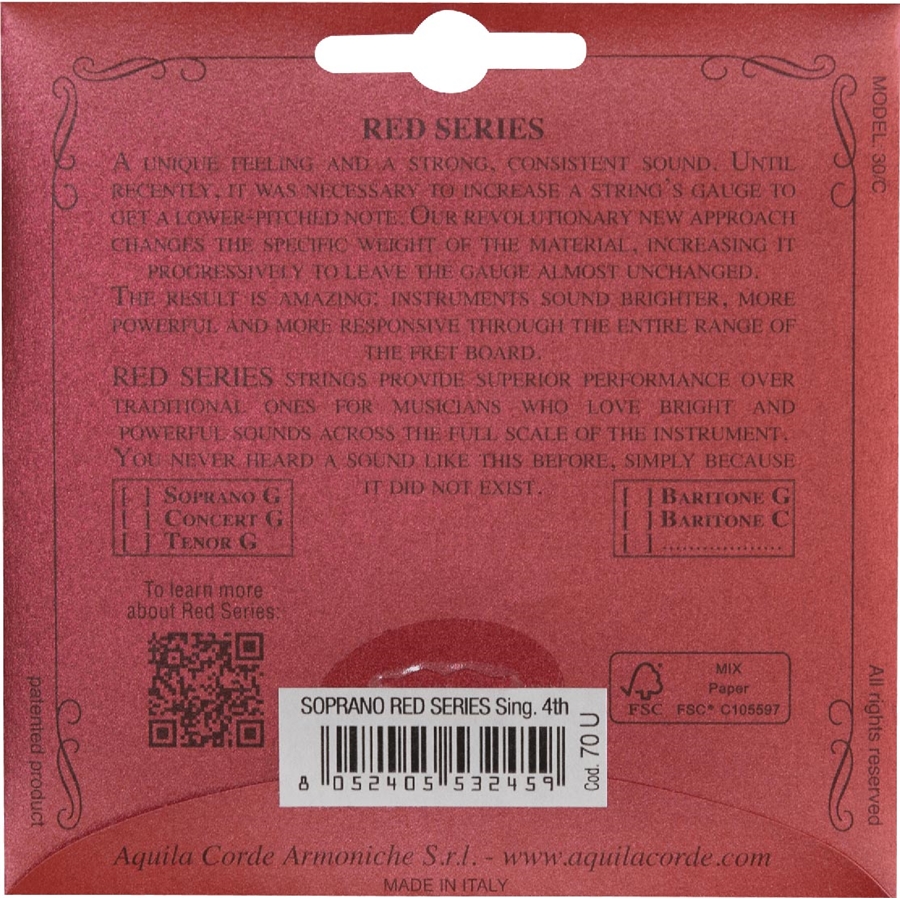 RED SERIES
A UNIQUE FEELING AND A STRONG, CONSISTENT SOUND. UNTIL
RECENTLY, IT WAS NECESSARY TO INCREASE A STRING'S GAUGE TO
GET A LOWER-PITCHED NOTE. OUR REVOLUTIONARY NEW APPROACH
CHANGES THE SPECIFIC WEIGHT OF THE MATERIAL, INCREASING IT
PROGRESSIVELY TO LEAVE THE GAUGE ALMOST UNCHANGED.
THE RESULT IS AMAZING: INSTRUMENTS SOUND BRIGHTER, MORE
POWERFUL AND MORE RESPONSIVE THROUGH THE ENTIRE RANGE OF
THE FRET BOARD.
RED SERIES STRINGS PROVIDE SUPERIOR PERFORMANCE OVER
TRADITIONAL ONES FOR MUSICIANS WHO LOVE BRIGHT AND
POWERFUL SOUNDS ACROSS THE FULL SCALE OF THE INSTRUMENT.
YOU NEVER HEARD A SOUND LIKE THIS BEFORE, SIMPLY BECAUSE
IT DID NOT EXIST.
[ ] SOPRANO G
[ ] CONCERT G
[ ] TENOR G
[ ] BARITONE G
[ ] BARITONE C
[ ] ..................
MODEL. 30/C
To learn more
about Red Series:
FSC
MIX
Paper
FSC® C105597
SOPRANO RED SERIES Sing. 4th
8 052405 532459
Cod. 70 U
patented product
All rights reserved
Aquila Corde Armoniche S.r.l. - www.aquilacorde.com
MADE IN ITALY